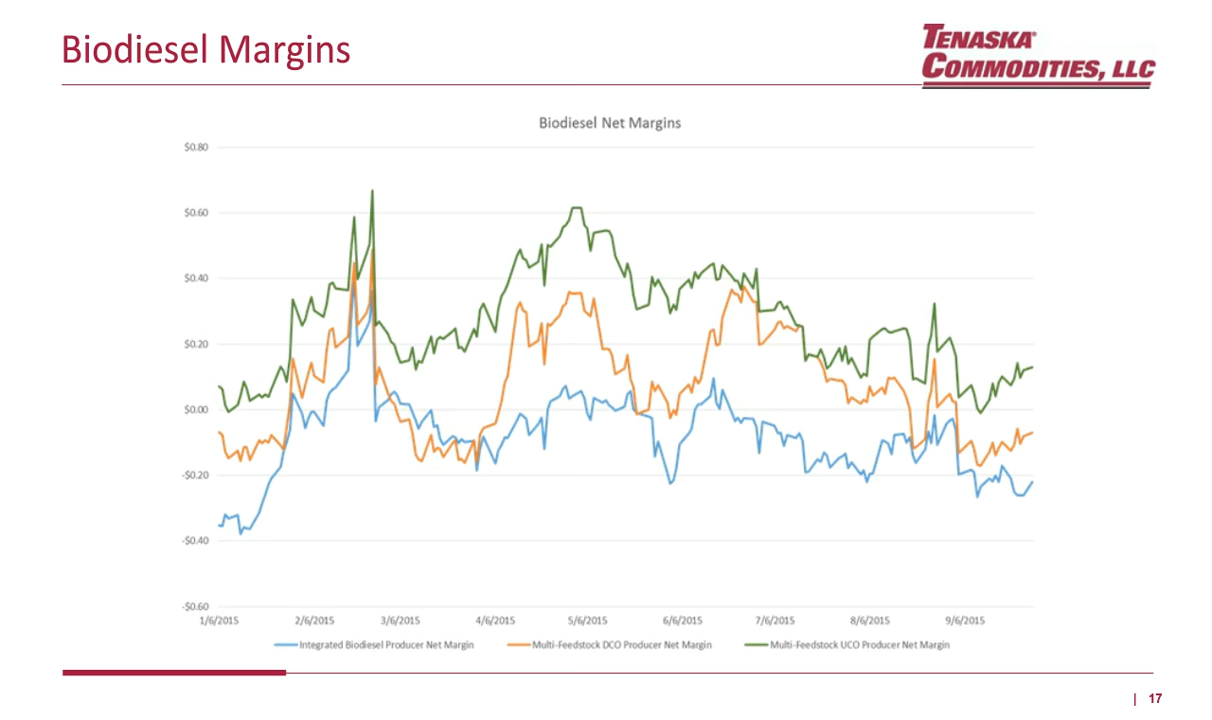 Biodiesel Margins
TENASKA®
COMMODITIES, LLC
Biodiesel Net Margins
$0.80
$0.60
$0.40
$0.20
$0.00
-$0.20
-$0.40
-$0.60
1/6/2015 2/6/2015 3/6/2015 4/6/2015 5/6/2015 6/6/2015 7/6/2015 8/6/2015 9/6/2015
Integrated Biodiesel Producer Net Margin Multi-Feedstock DCO Producer Net Margin Multi-Feedstock UCO Producer Net Margin
| 17